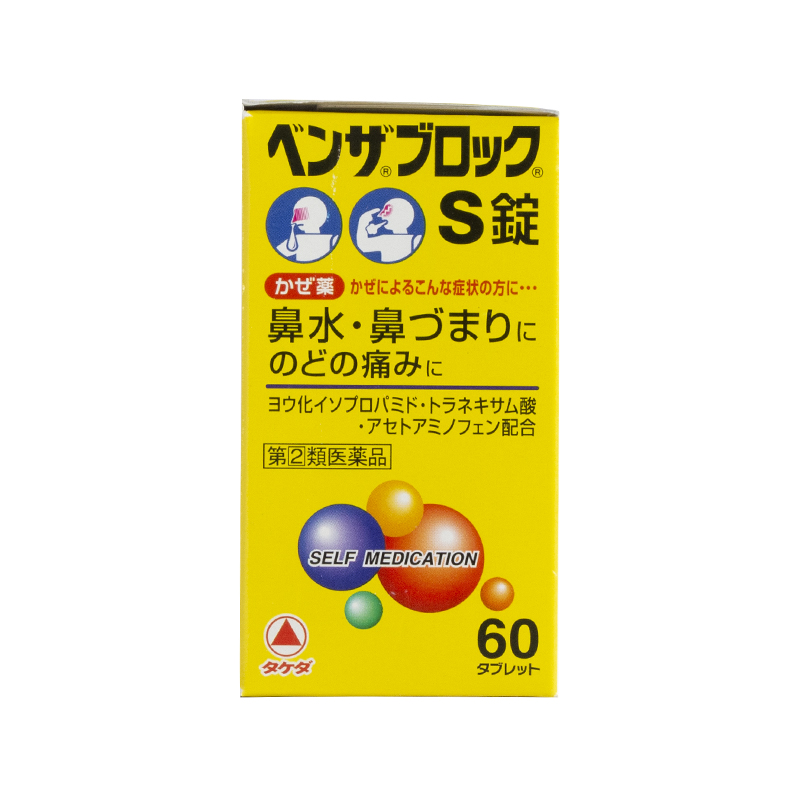 ベンザ®ブロック®
S錠
かぜ薬 かぜによるこんな症状の方に…
鼻水・鼻づまりに
のどの痛みに
ヨウ化イソプロパミド・トラネキサム酸
・アセトアミノフェン配合
第②類医薬品
SELF MEDICATION
60
タブレット
タケダ